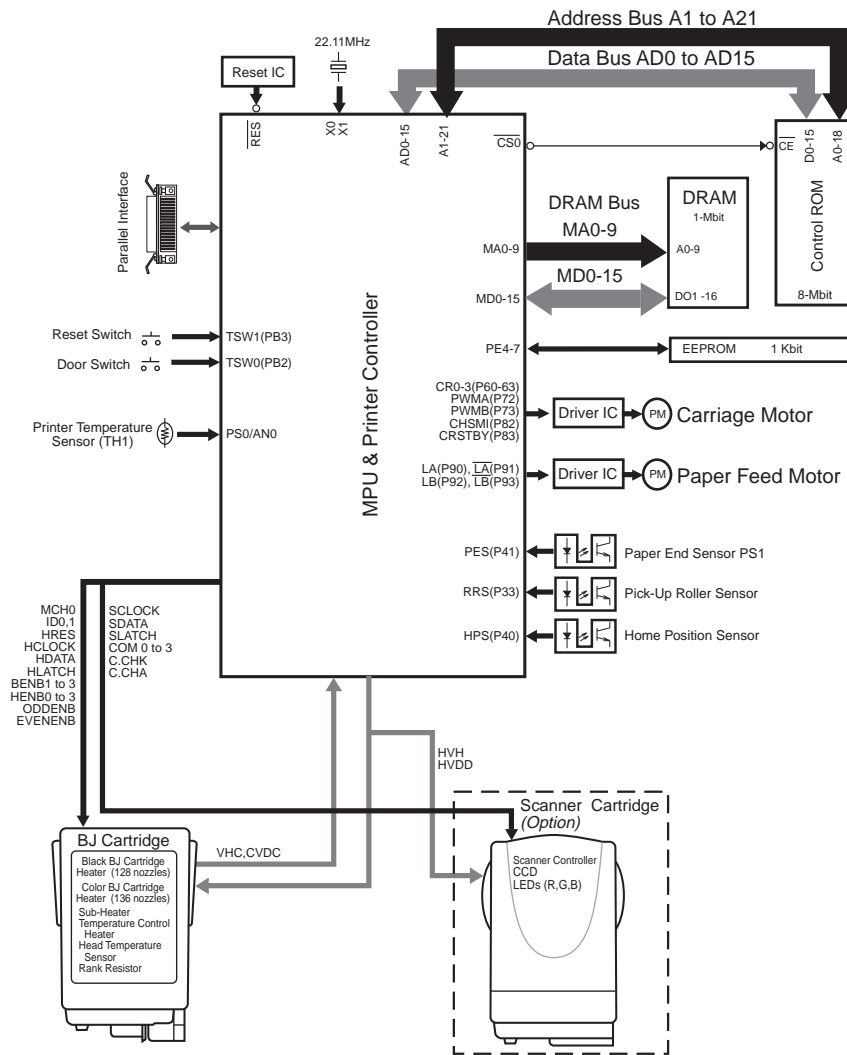 Address Bus A1 to A21
Data Bus AD0 to AD15
22.11MHz
Reset IC
RES
X0
X1
AD0-15
A1-21
CS0
CE
D0-15
A0-18
Control ROM
8-Mbit
Parallel Interface
DRAM Bus
MA0-9
MD0-15
DRAM
1-Mbit
A0-9
DO1 -16
MA0-9
MD0-15
PE4-7
EEPROM 1 Kbit
MPU & Printer Controller
Reset Switch
Door Switch
TSW1(PB3)
TSW0(PB2)
Printer Temperature
Sensor (TH1)
PS0/AN0
CR0-3(P60-63)
PWMA(P72)
PWMB(P73)
CHSMI(P82)
CRSTBY(P83)
Driver IC
PM
Carriage Motor
LA(P90), LA(P91)
LB(P92), LB(P93)
Driver IC
PM
Paper Feed Motor
PES(P41)
Paper End Sensor PS1
RRS(P33)
Pick-Up Roller Sensor
HPS(P40)
Home Position Sensor
MCH0
ID0,1
HRES
HCLOCK
HDATA
HLATCH
BENB1 to 3
HENB0 to 3
ODDENB
EVENENB
SCLOCK
SDATA
SLATCH
COM 0 to 3
C.CHK
C.CHA
HVH
HVDD
VHC,CVDC
BJ Cartridge
Black BJ Cartridge
Heater (128 nozzles)
Color BJ Cartridge
Heater (136 nozzles)
Sub-Heater
Temperature Control
Heater
Head Temperature
Sensor
Rank Resistor
Scanner Cartridge
(Option)
Scanner Controller
CCD
LEDs (R,G,B)